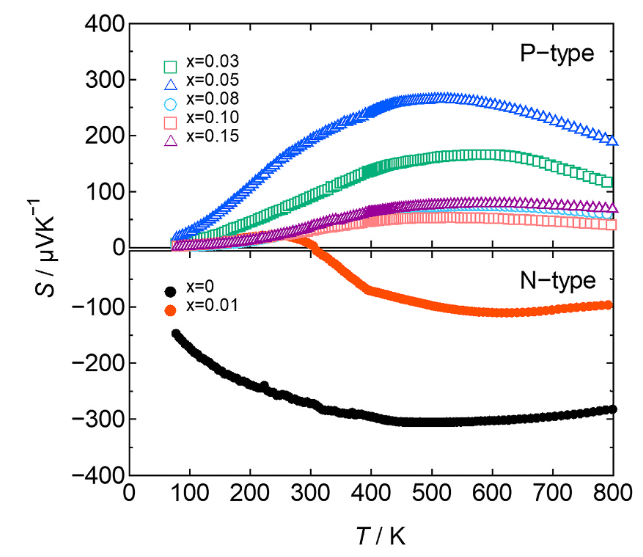 400
P−type
x=0.03
300
x=0.05
x=0.08
200
x=0.10
x=0.15
100
0
S / μVK⁻¹
N−type
x=0
−100
x=0.01
−200
−300
−400
0 100 200 300 400 500 600 700 800
T / K